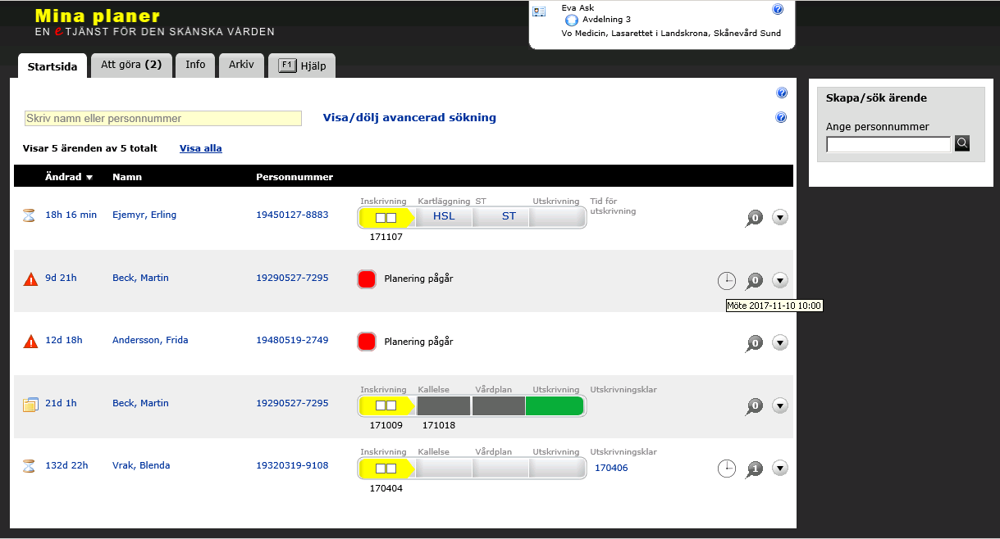 Mina planer
EN eTJÄNST FÖR DEN SKÅNSKA VÅRDEN
Eva Ask
Avdelning 3
Vo Medicin, Lasarettet i Landskrona, Skånevård Sund
Startsida
Att göra (2)
Info
Arkiv
F1 Hjälp
Skriv namn eller personnummer
Visa/dölj avancerad sökning
Visar 5 ärenden av 5 totalt
Visa alla
Skapa/sök ärende
Ange personnummer
Ändrad Namn Personnummer
Inskrivning Kartläggning ST Utskrivning Tid för
utskrivning
18h 16 min Ejemyr, Erling 19450127-8883 HSL ST 0
171107
9d 21h Beck, Martin 19290527-7295 Planering pågår 0
Möte 2017-11-10 10:00
12d 18h Andersson, Frida 19480519-2749 Planering pågår 0
Inskrivning Kallelse Vårdplan Utskrivning Utskrivningsklar
21d 1h Beck, Martin 19290527-7295 0
171009 171018
Inskrivning Kallelse Vårdplan Utskrivning Utskrivningsklar
132d 22h Vrak, Blenda 19320319-9108 170406 1
170404